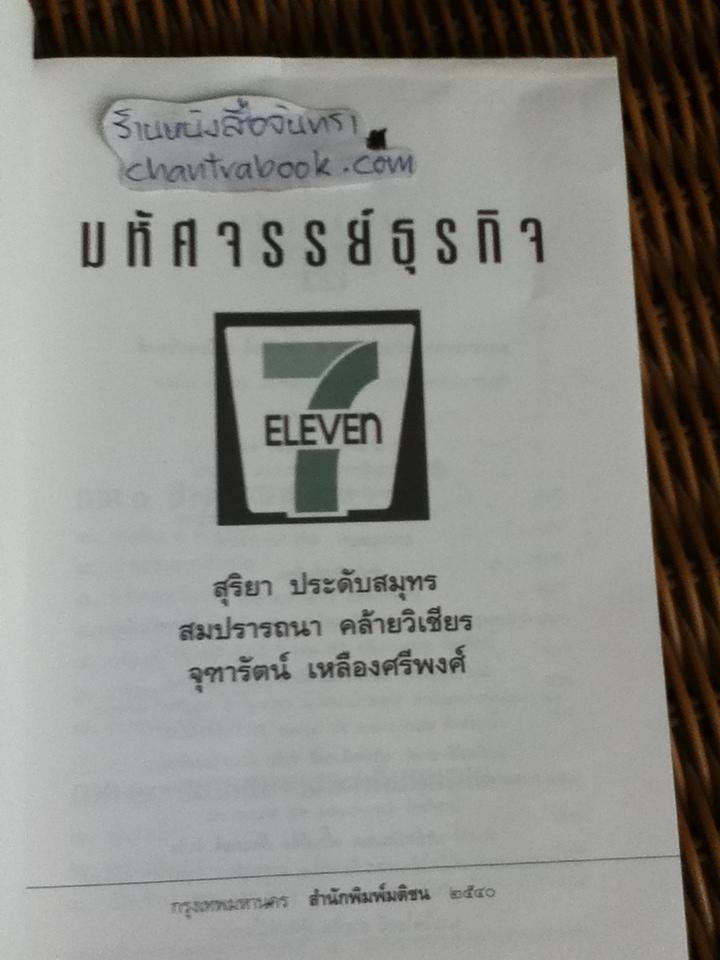 ร้านหนังสือจันทรา
chantrabook.com
มหัศจรรย์ธุรกิจ
7
ELEVEn
สุริยา ประดับสมุทร
สมปรารถนา คล้ายวิเชียร
จุฑารัตน์ เหลืองศรีพงศ์
กรุงเทพมหานคร สำนักพิมพ์มติชน ๒๕๔๐